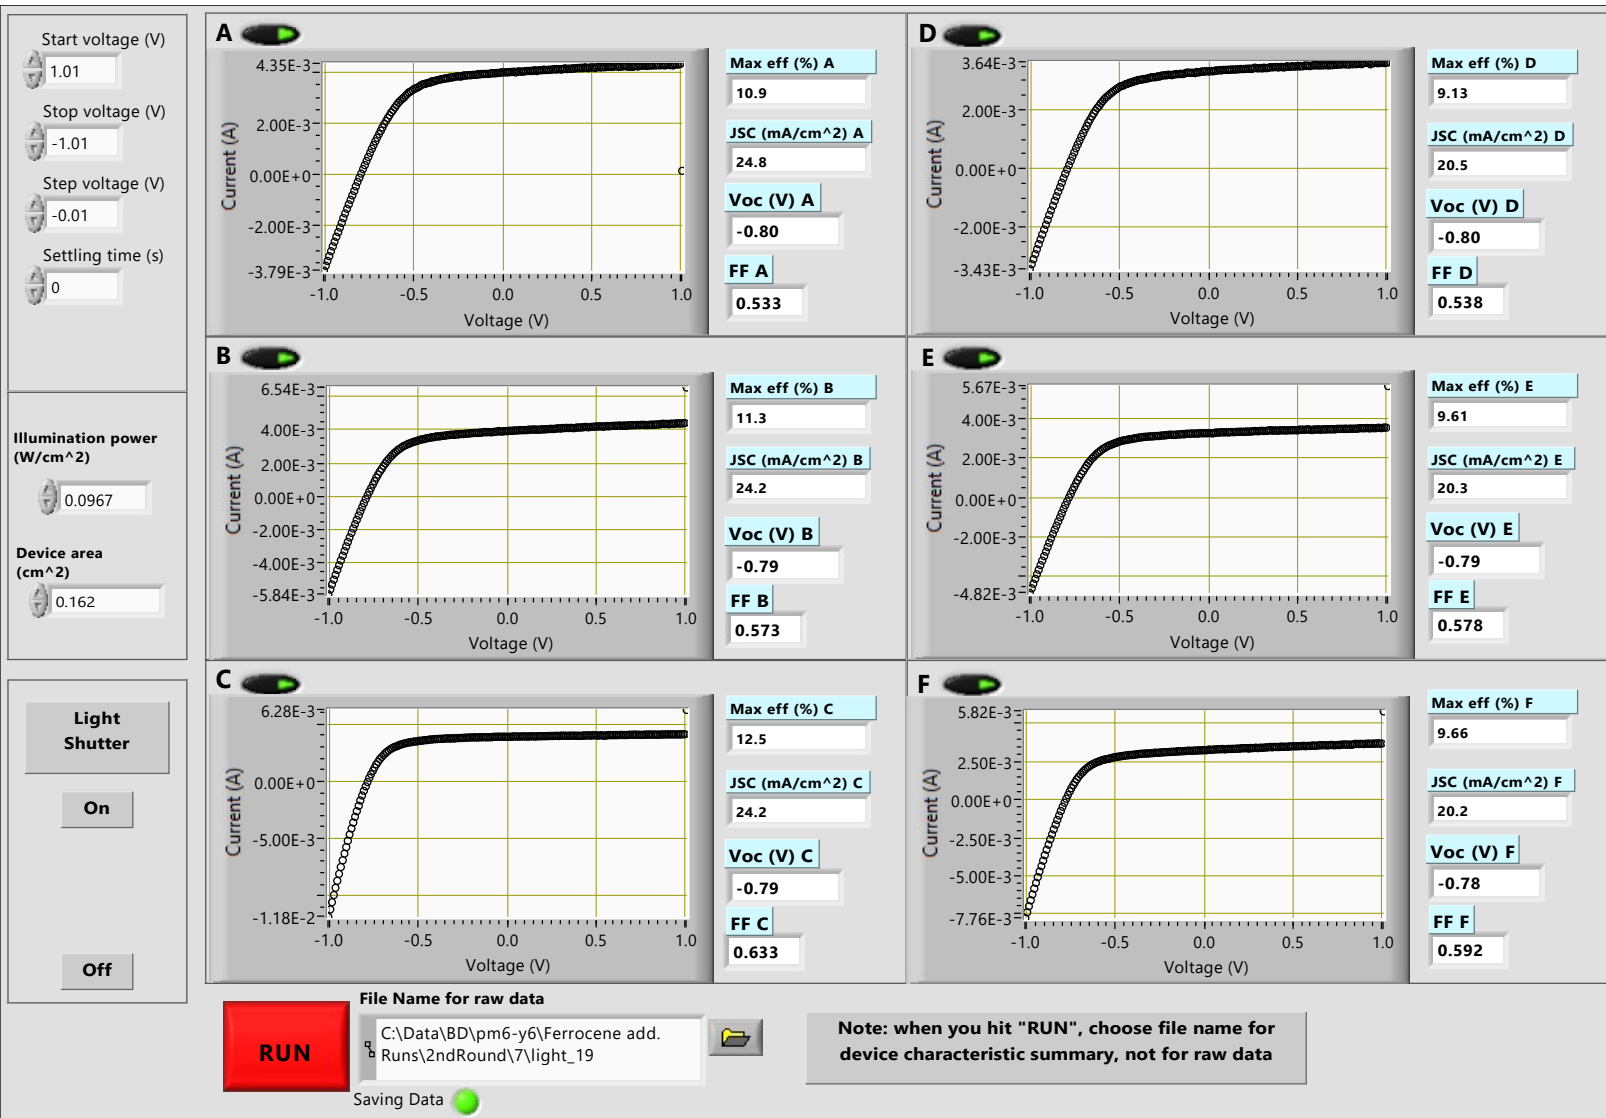 Start voltage (V)
1.01
Stop voltage (V)
-1.01
Step voltage (V)
-0.01
Settling time (s)
0
Illumination power
(W/cm^2)
0.0967
Device area
(cm^2)
0.162
Light
Shutter
On
Off
A
Current (A)
4.35E-3
2.00E-3
0.00E+0
-2.00E-3
-3.79E-3
-1.0 -0.5 0.0 0.5 1.0
Voltage (V)
Max eff (%) A
10.9
JSC (mA/cm^2) A
24.8
Voc (V) A
-0.80
FF A
0.533
D
Current (A)
3.64E-3
2.00E-3
0.00E+0
-2.00E-3
-3.43E-3
-1.0 -0.5 0.0 0.5 1.0
Voltage (V)
Max eff (%) D
9.13
JSC (mA/cm^2) D
20.5
Voc (V) D
-0.80
FF D
0.538
B
Current (A)
6.54E-3
4.00E-3
2.00E-3
0.00E+0
-2.00E-3
-4.00E-3
-5.84E-3
-1.0 -0.5 0.0 0.5 1.0
Voltage (V)
Max eff (%) B
11.3
JSC (mA/cm^2) B
24.2
Voc (V) B
-0.79
FF B
0.573
E
Current (A)
5.67E-3
4.00E-3
2.00E-3
0.00E+0
-2.00E-3
-4.82E-3
-1.0 -0.5 0.0 0.5 1.0
Voltage (V)
Max eff (%) E
9.61
JSC (mA/cm^2) E
20.3
Voc (V) E
-0.79
FF E
0.578
C
Current (A)
6.28E-3
0.00E+0
-5.00E-3
-1.18E-2
-1.0 -0.5 0.0 0.5 1.0
Voltage (V)
Max eff (%) C
12.5
JSC (mA/cm^2) C
24.2
Voc (V) C
-0.79
FF C
0.633
F
Current (A)
5.82E-3
2.50E-3
0.00E+0
-2.50E-3
-5.00E-3
-7.76E-3
-1.0 -0.5 0.0 0.5 1.0
Voltage (V)
Max eff (%) F
9.66
JSC (mA/cm^2) F
20.2
Voc (V) F
-0.78
FF F
0.592
RUN
File Name for raw data
C:\Data\BD\pm6-y6\Ferrocene add.
Runs\2ndRound\7\light_19
Saving Data
Note: when you hit "RUN", choose file name for
device characteristic summary, not for raw data